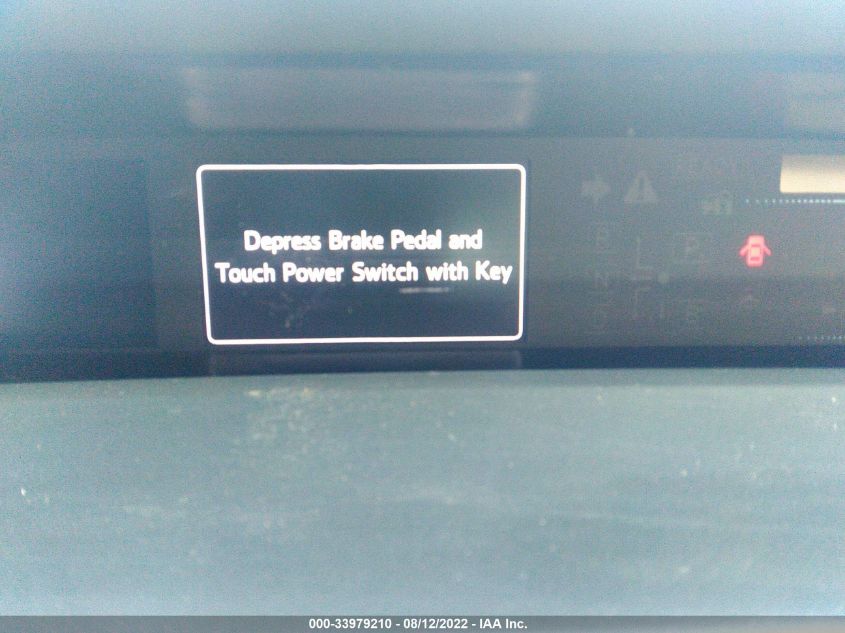 Depress Brake Pedal and
Touch Power Switch with Key
000-33979210 - 08/12/2022 - IAA Inc.